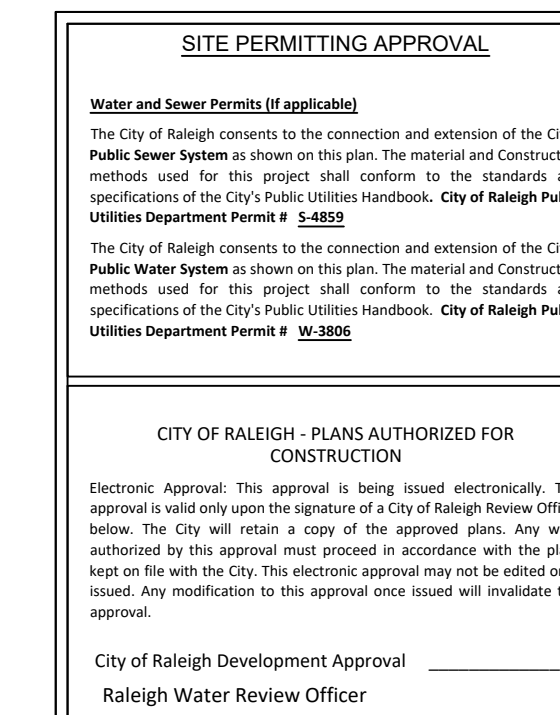 SITE PERMITTING APPROVAL
Water and Sewer Permits (If applicable)
The City of Raleigh consents to the connection and extension of the
Public Sewer System as shown on this plan. The material and
methods used for this project shall conform to the standards
specifications of the City's Public Utilities Handbook. City of Raleigh
Utilities Department Permit # S-4859
The City of Raleigh consents to the connection and extension of the
Public Water System as shown on this plan. The material and
methods used for this project shall conform to the standards
specifications of the City's Public Utilities Handbook. City of Raleigh
Utilities Department Permit # W-3806
CITY OF RALEIGH - PLANS AUTHORIZED FOR
CONSTRUCTION
Electronic Approval: This approval is being issued electronically.
approval is valid only upon the signature of a City of Raleigh Review
below. The City will retain a copy of the approved plans. Any
authorized by this approval must proceed in accordance with the
kept on file with the City. This electronic approval may not be edited
issued. Any modification to this approval once issued will invalidate
approval.
City of Raleigh Development Approval
Raleigh Water Review Officer